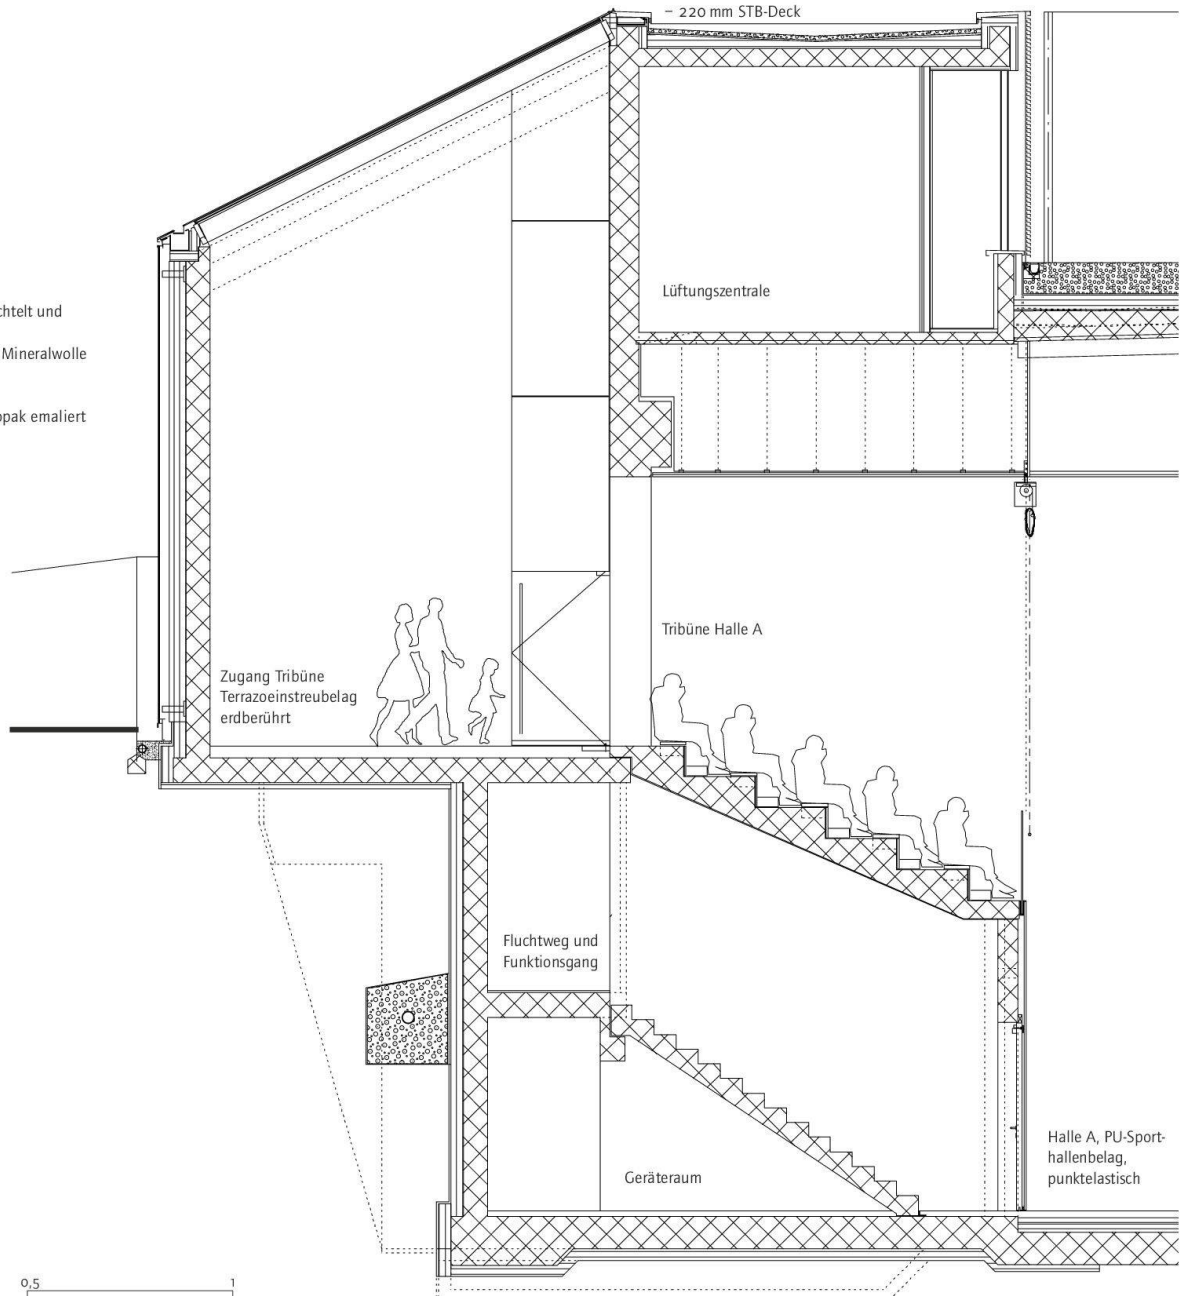 – 220 mm STB-Deck
Lüftungszentrale
chtelt und
Mineralwolle
opak emaliert
Tribüne Halle A
Zugang Tribüne
Terrazoeinstreubelag
erdberührt
Fluchtweg und
Funktionsgang
Halle A, PU-Sport-
hallenbelag,
punktelastisch
Geräteraum
0,5 1